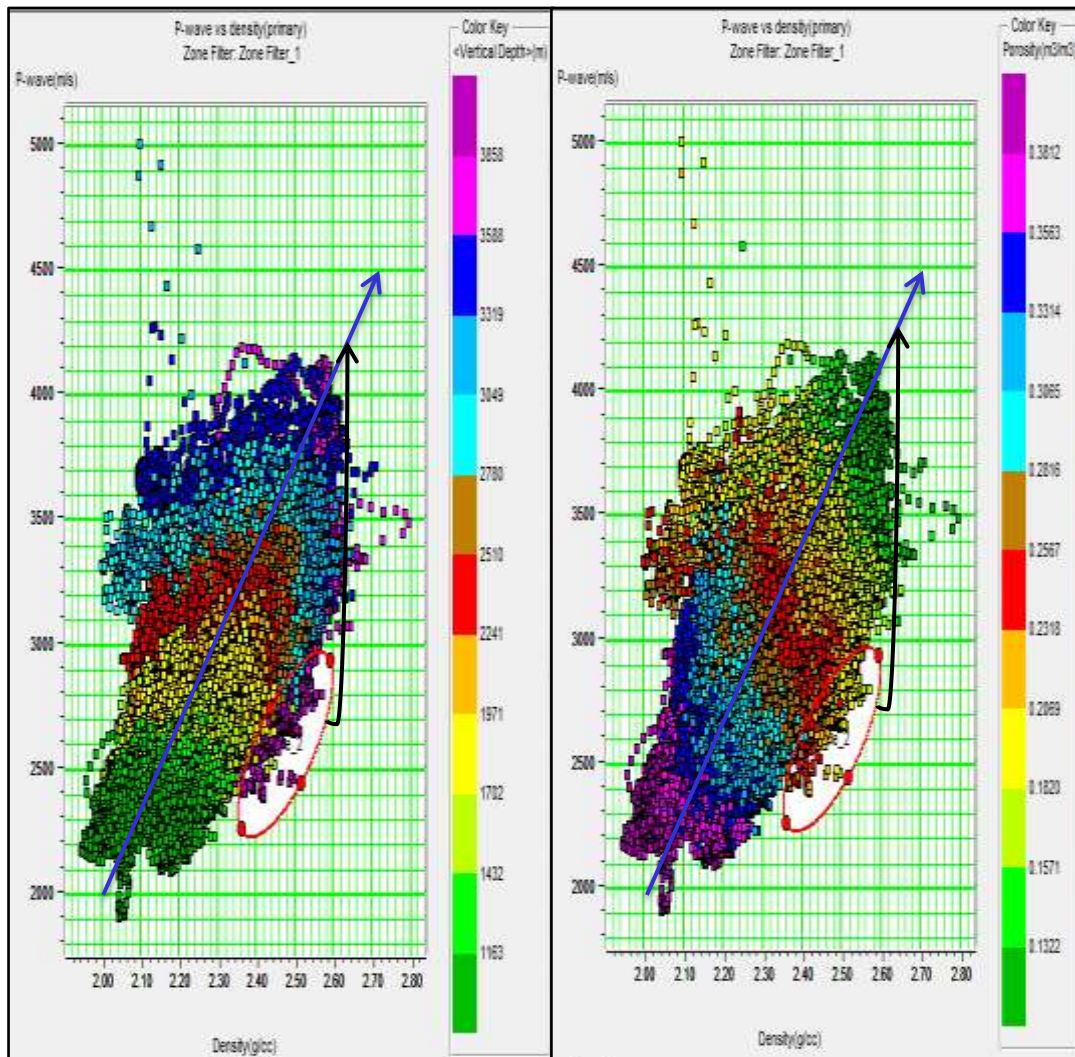 P-wave vs density(primary)
Zone Filter: Zone Filter_1
P-wave(m/s)
5000
4500
4000
3500
3000
2500
2000
2.00 2.10 2.20 2.30 2.40 2.50 2.60 2.70 2.80
Density(g/cc)
Color Key
<Vertical Depth>(m)
3858
3588
3319
3049
2780
2510
2241
1971
1702
1432
1163
P-wave vs density(primary)
Zone Filter: Zone Filter_1
P-wave(m/s)
5000
4500
4000
3500
3000
2500
2000
2.00 2.10 2.20 2.30 2.40 2.50 2.60 2.70 2.80
Density(g/cc)
Color Key
Porosity(m3/m3)
0.3812
0.3563
0.3314
0.3065
0.2816
0.2567
0.2318
0.2069
0.1820
0.1571
0.1322